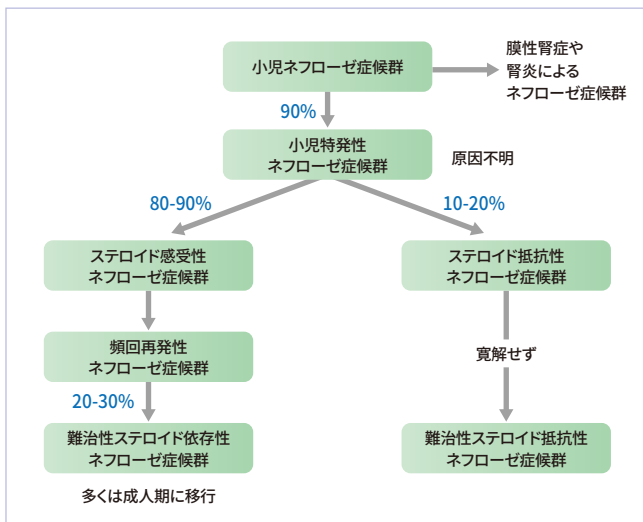 小児ネフローゼ症候群
膜性腎症や
腎炎による
ネフローゼ症候群
90%
小児特発性
ネフローゼ症候群
原因不明
80-90%
10-20%
ステロイド感受性
ネフローゼ症候群
ステロイド抵抗性
ネフローゼ症候群
頻回再発性
ネフローゼ症候群
寛解せず
20-30%
難治性ステロイド依存性
ネフローゼ症候群
難治性ステロイド抵抗性
ネフローゼ症候群
多くは成人期に移行